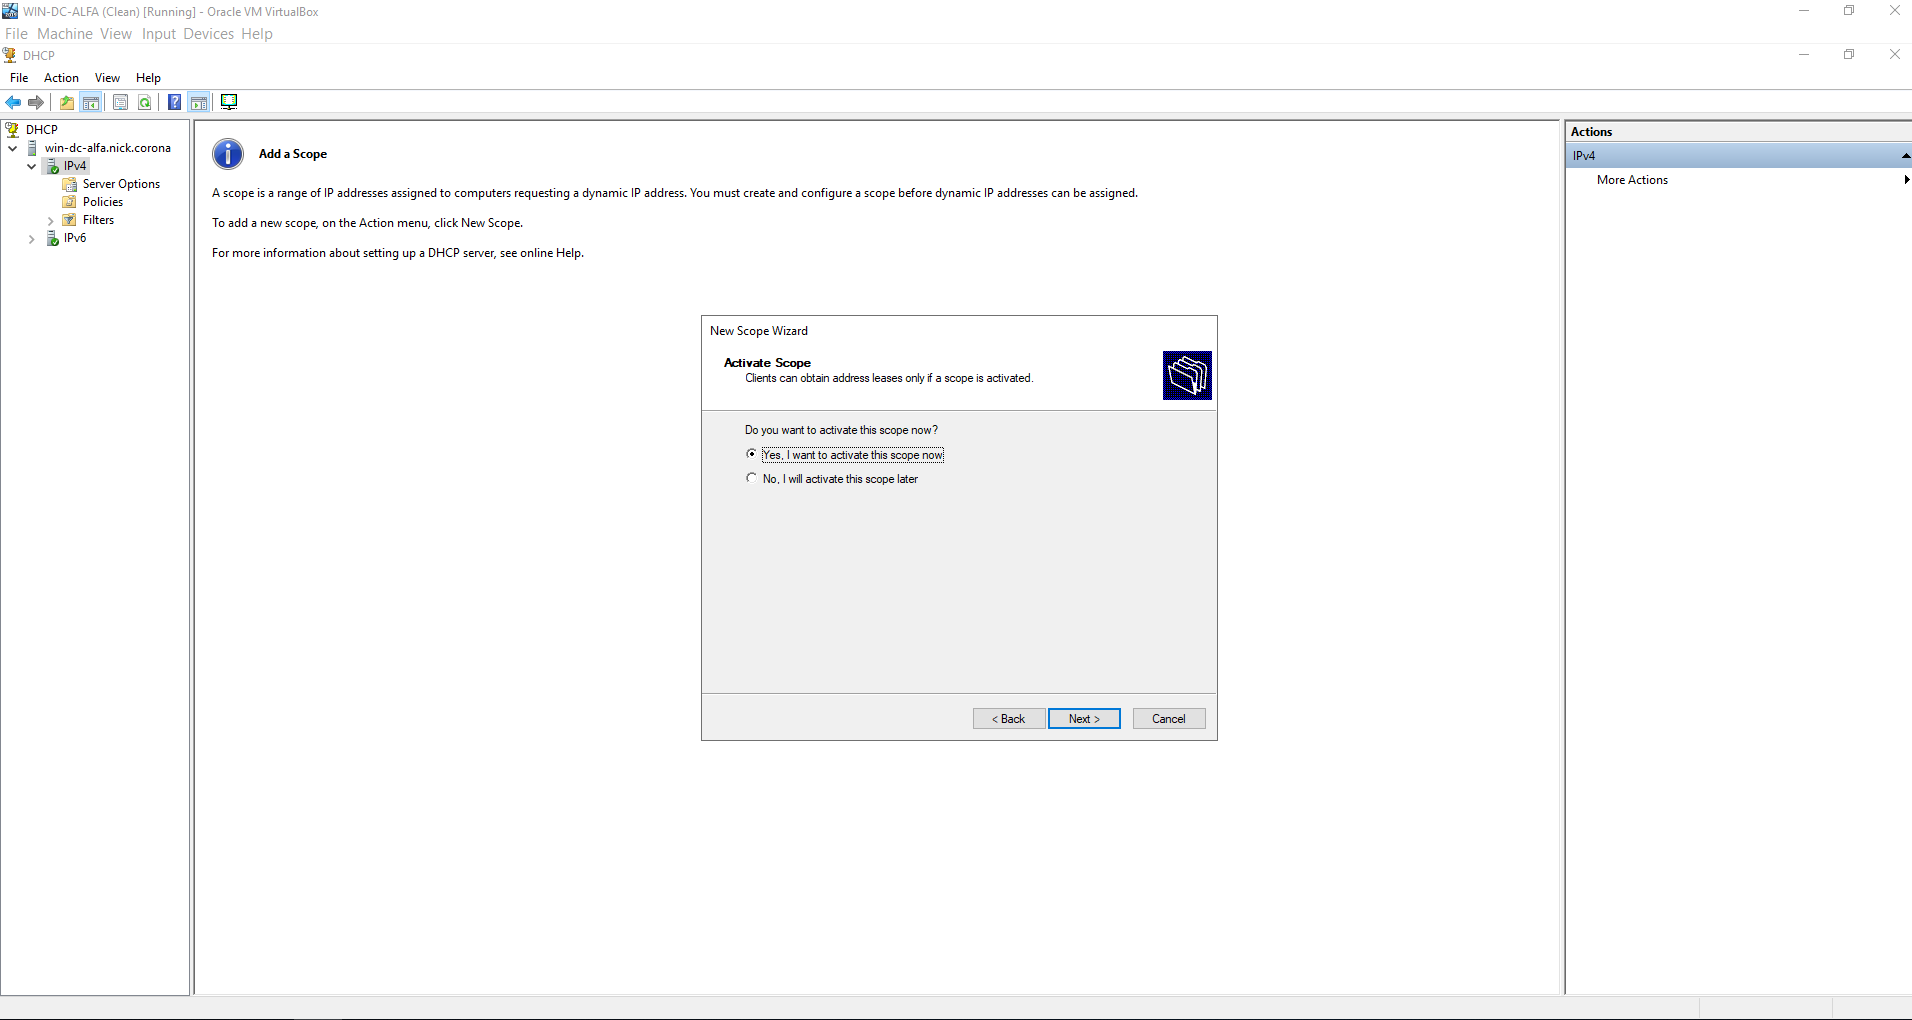 WIN-DC-ALFA (Clean) [Running] - Oracle VM VirtualBox
File Machine View Input Devices Help
DHCP
File Action View Help
DHCP
win-dc-alfa.nick.corona
IPv4
Server Options
Policies
Filters
IPv6
Add a Scope
A scope is a range of IP addresses assigned to computers requesting a dynamic IP address. You must create and configure a scope before dynamic IP addresses can be assigned.
To add a new scope, on the Action menu, click New Scope.
For more information about setting up a DHCP server, see online Help.
New Scope Wizard
Activate Scope
Clients can obtain address leases only if a scope is activated.
Do you want to activate this scope now?
Yes, I want to activate this scope now
No, I will activate this scope later
< Back Next > Cancel
Actions
IPv4
More Actions